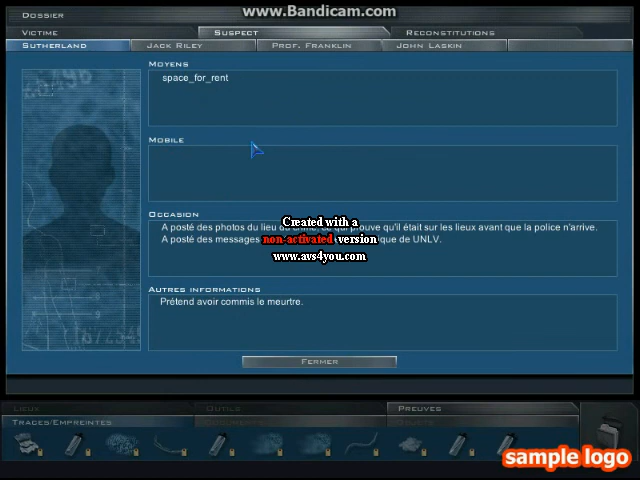 www.Bandicam.com
Dossier
Victime Suspect Reconstitutions
Sutherland Jack Riley Prof. Franklin John Laskin
Moyens
space_for_rent
Mobile
Occasion
A posté des photos du lieu du crime, ce qui prouve qu'il était sur les lieux avant que la police n'arrive.
A posté des messages ique de UNLV.
Created with a
non-activated version
www.avs4you.com
Autres informations
Prétend avoir commis le meurtre.
Fermer
Lieux Outils Preuves
Traces/Empreintes Documents Objets
sample logo